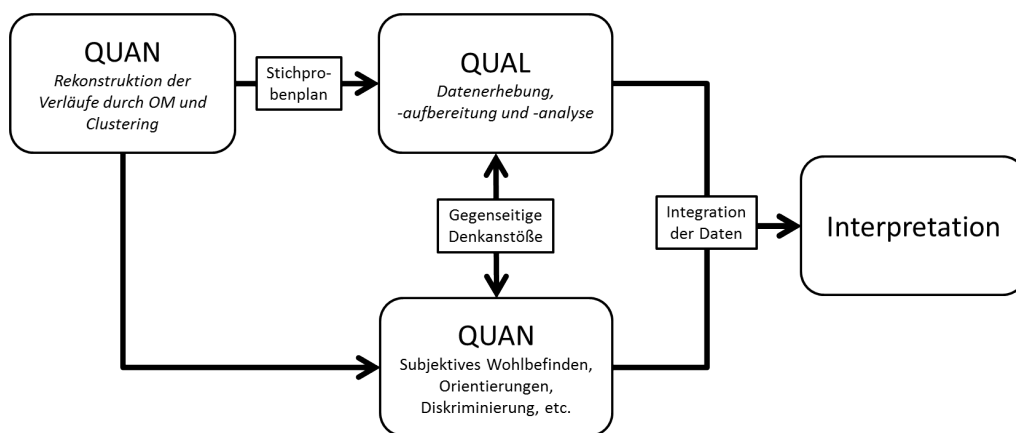 QUAN
Rekonstruktion der
Verläufe durch OM und
Clustering
Stichpro-
benplan
QUAL
Datenerhebung,
-aufbereitung und -analyse
Gegenseitige
Denkanstöße
Integration
der Daten
Interpretation
QUAN
Subjektives Wohlbefinden,
Orientierungen,
Diskriminierung, etc.